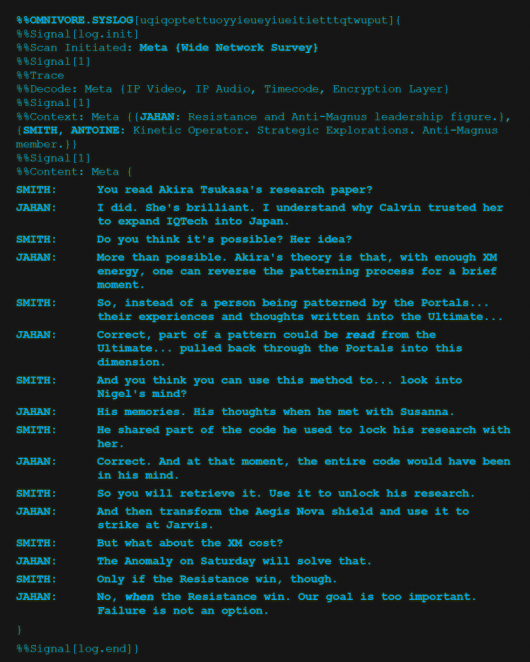 %%OMNIVORE.SYSLOG[uqiqoptettuoyyieueyiueitietttqtwuput]{
%%Signal[log.init]
%%Scan Initiated: Meta {Wide Network Survey}
%%Signal[1]
%%Trace
%%Decode: Meta {IP Video, IP Audio, Timecode, Encryption Layer}
%%Signal[1]
%%Context: Meta {{JAHAN: Resistance and Anti-Magnus leadership figure.},
{SMITH, ANTOINE: Kinetic Operator. Strategic Explorations. Anti-Magnus
member.}}
%%Signal[1]
%%Content: Meta {
SMITH: You read Akira Tsukasa's research paper?
JAHAN: I did. She's brilliant. I understand why Calvin trusted her
to expand IQTech into Japan.
SMITH: Do you think it's possible? Her idea?
JAHAN: More than possible. Akira's theory is that, with enough XM
energy, one can reverse the patterning process for a brief
moment.
SMITH: So, instead of a person being patterned by the Portals...
their experiences and thoughts written into the Ultimate...
JAHAN: Correct, part of a pattern could be read from the
Ultimate... pulled back through the Portals into this
dimension.
SMITH: And you think you can use this method to... look into
Nigel's mind?
JAHAN: His memories. His thoughts when he met with Susanna.
SMITH: He shared part of the code he used to lock his research with
her.
JAHAN: Correct. And at that moment, the entire code would have been
in his mind.
SMITH: So you will retrieve it. Use it to unlock his research.
JAHAN: And then transform the Aegis Nova shield and use it to
strike at Jarvis.
SMITH: But what about the XM cost?
JAHAN: The Anomaly on Saturday will solve that.
SMITH: Only if the Resistance win, though.
JAHAN: No, when the Resistance win. Our goal is too important.
Failure is not an option.
}
%%Signal[log.end]}